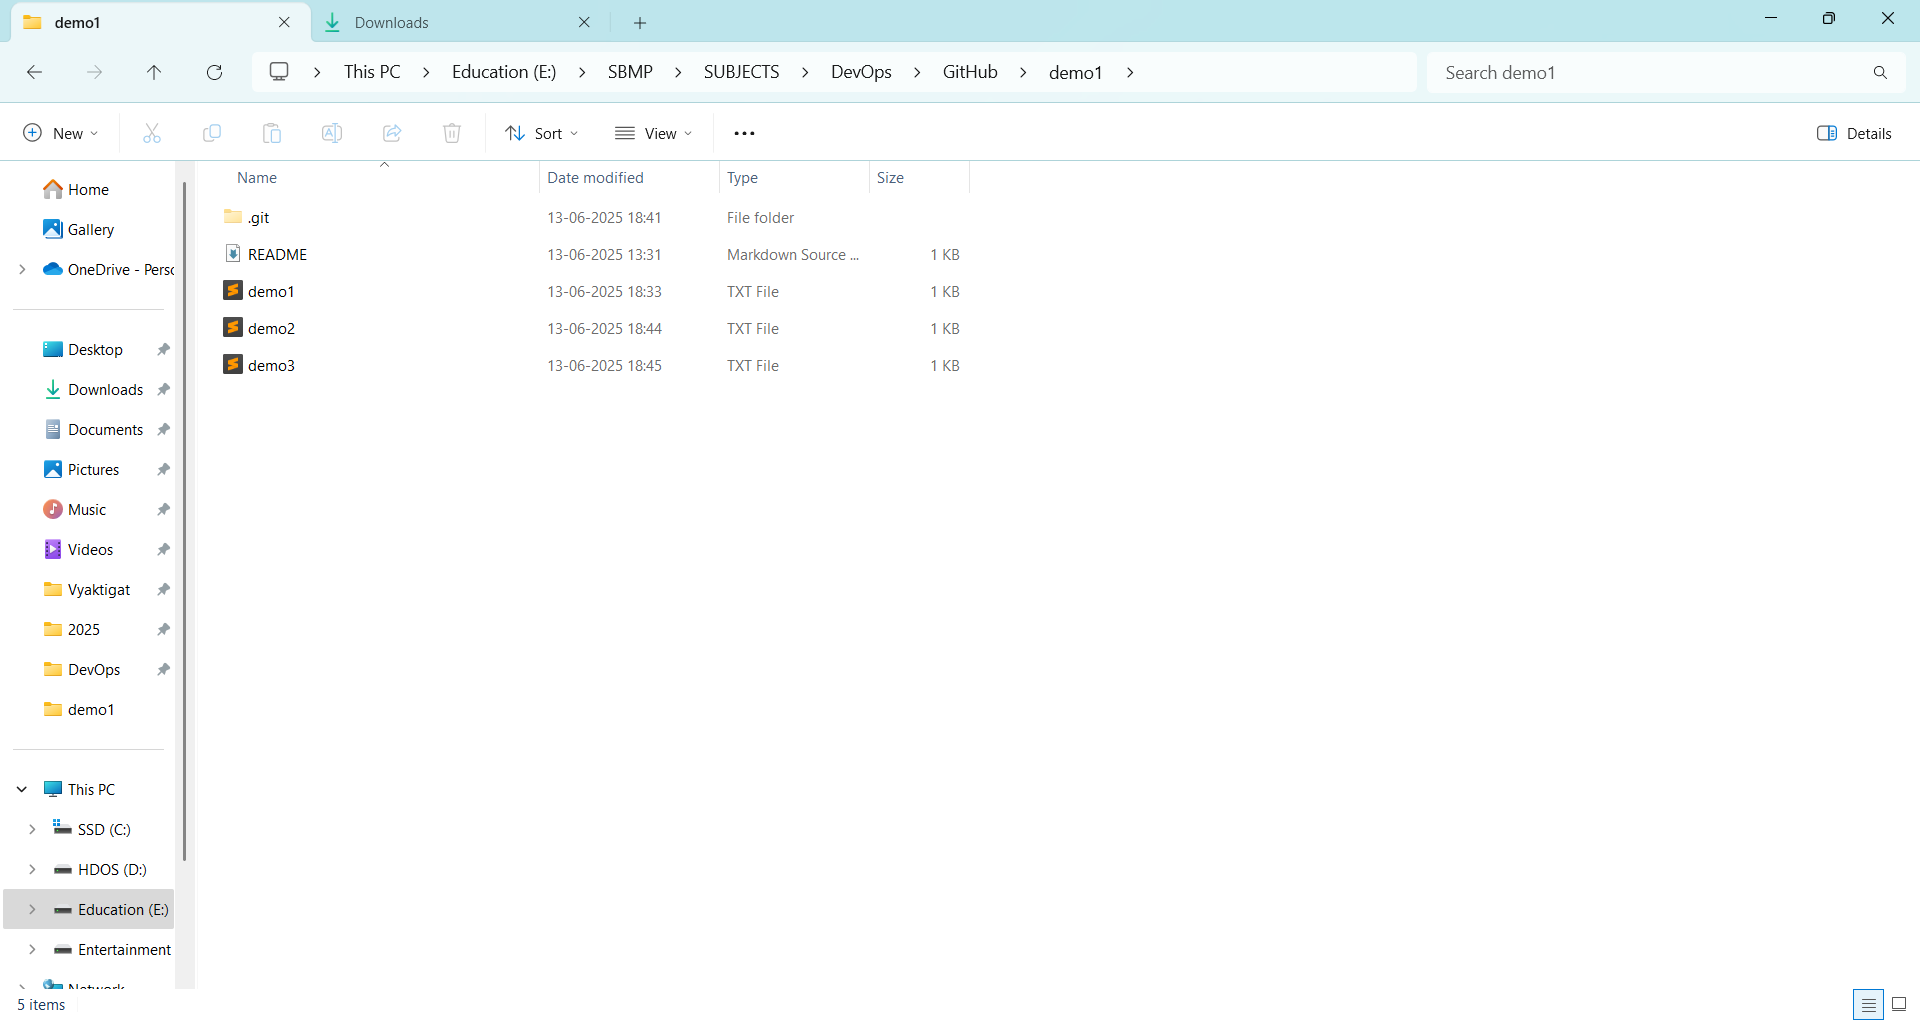 demo1
Downloads
This PC > Education (E:) > SBMP > SUBJECTS > DevOps > GitHub > demo1 >
Search demo1
New
Sort
View
Details
Home
Gallery
OneDrive - Perso
Desktop
Downloads
Documents
Pictures
Music
Videos
Vyaktigat
2025
DevOps
demo1
This PC
SSD (C:)
HDOS (D:)
Education (E:)
Entertainment
Network
Name Date modified Type Size
.git 13-06-2025 18:41 File folder
README 13-06-2025 13:31 Markdown Source ... 1 KB
demo1 13-06-2025 18:33 TXT File 1 KB
demo2 13-06-2025 18:44 TXT File 1 KB
demo3 13-06-2025 18:45 TXT File 1 KB
5 items